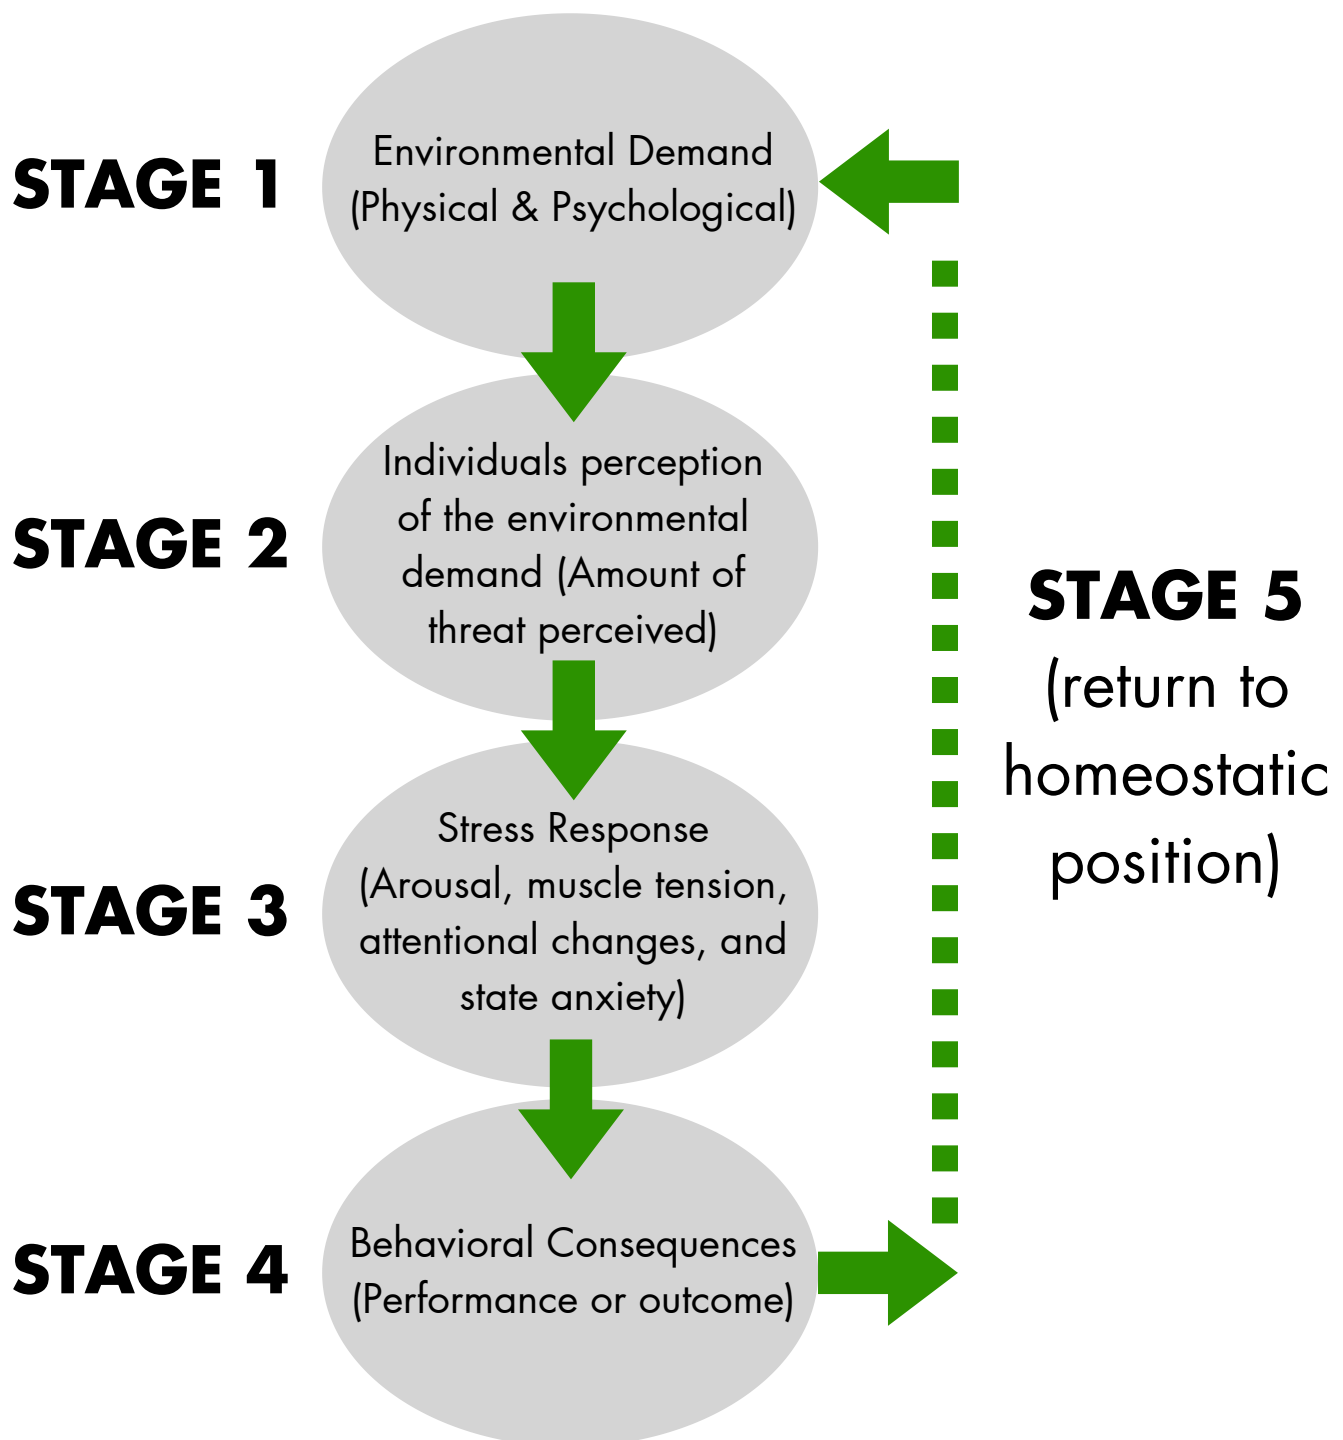 STAGE 1
Environmental Demand
(Physical & Psychological)
STAGE 2
Individuals perception
of the environmental
demand (Amount of
threat perceived)
STAGE 3
Stress Response
(Arousal, muscle tension,
attentional changes, and
state anxiety)
STAGE 4
Behavioral Consequences
(Performance or outcome)
STAGE 5
(return to
homeostatic
position)